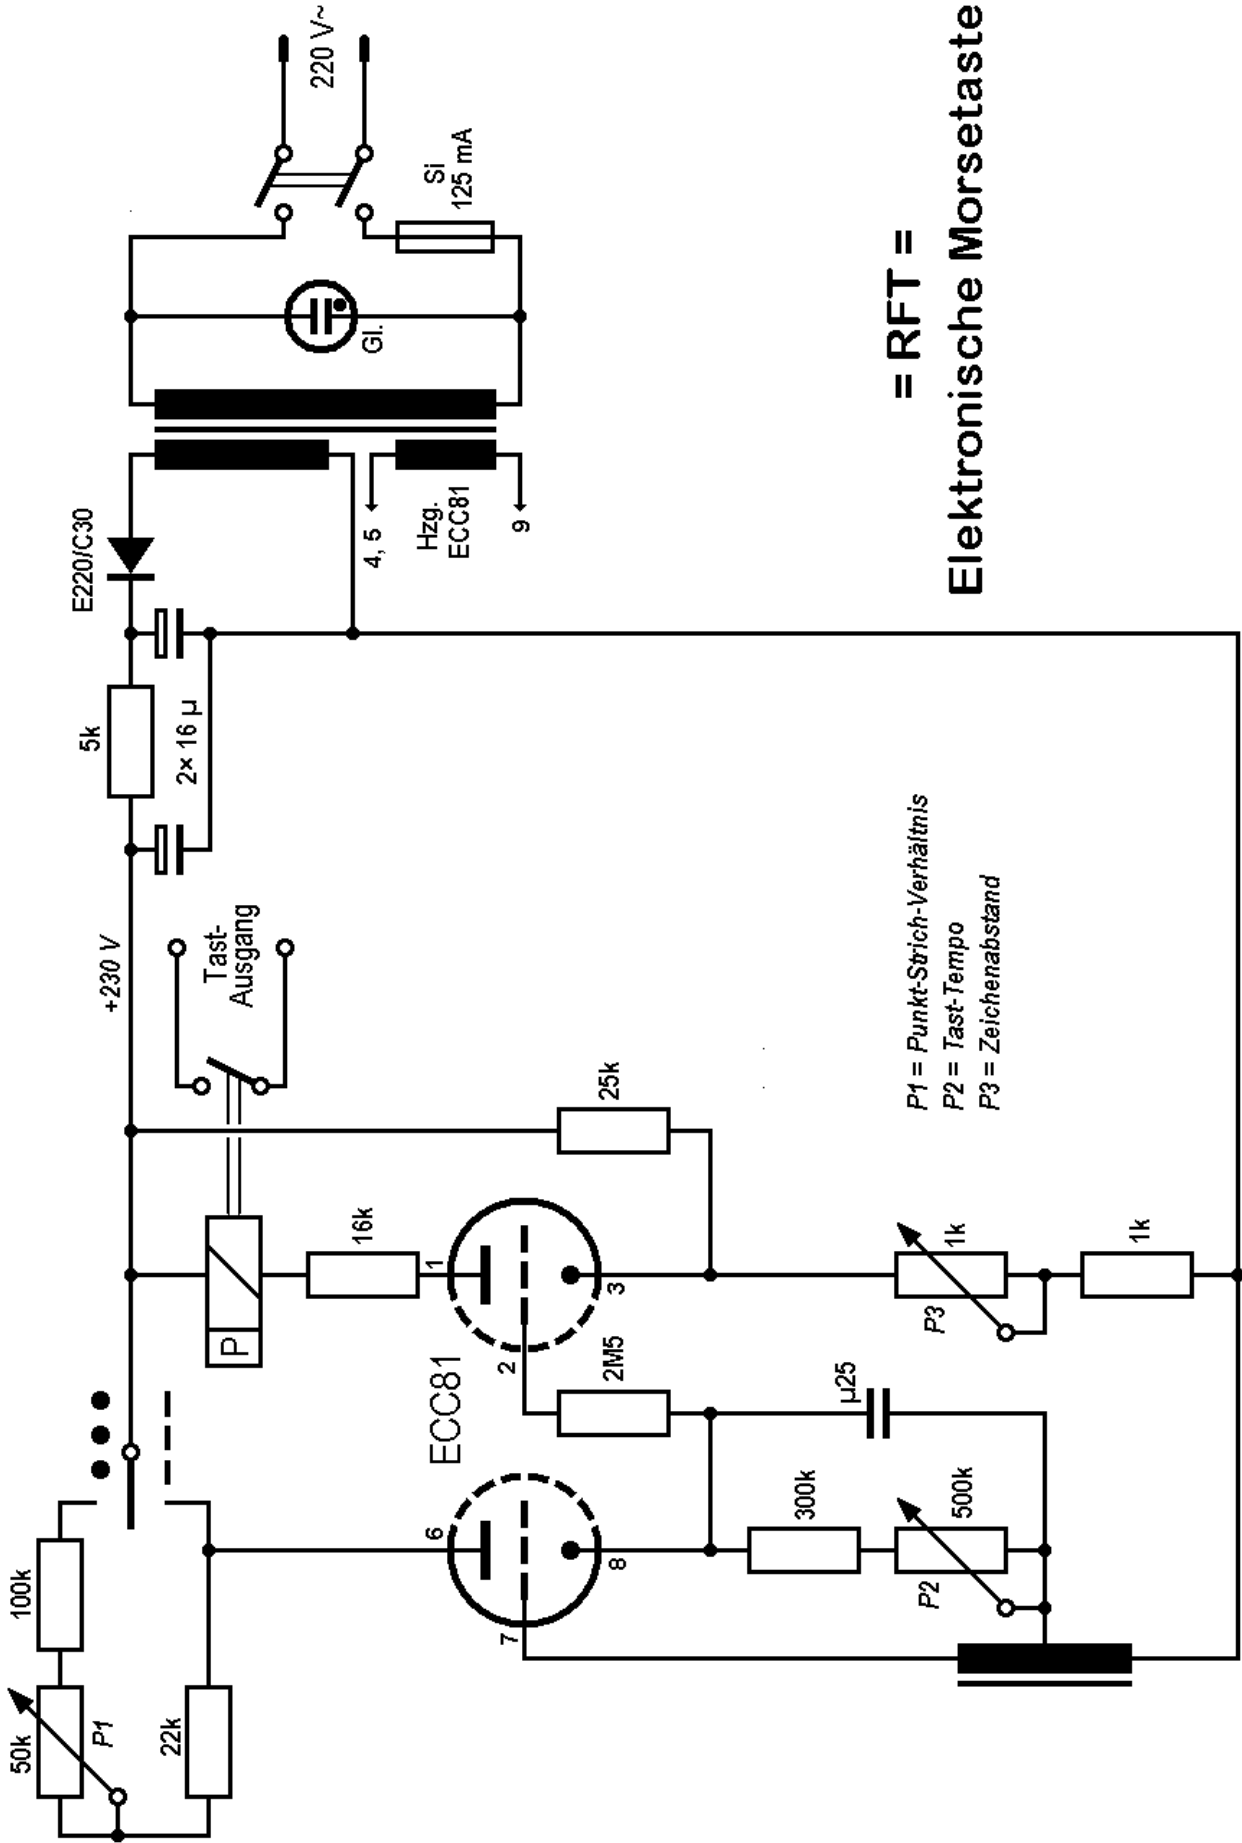 50k
P1
100k
22k
ECC81
6
7
8
P
16k
1
2
3
2M5
25k
300k
500k
P2
µ25
1k
P3
1k
+230 V
Tast-
Ausgang
5k
2× 16 µ
E220/C30
4, 5
Hzg.
ECC81
9
Gl.
Si
125 mA
220 V~
P1 = Punkt-Strich-Verhältnis
P2 = Tast-Tempo
P3 = Zeichenabstand
= RFT =
Elektronische Morsetaste